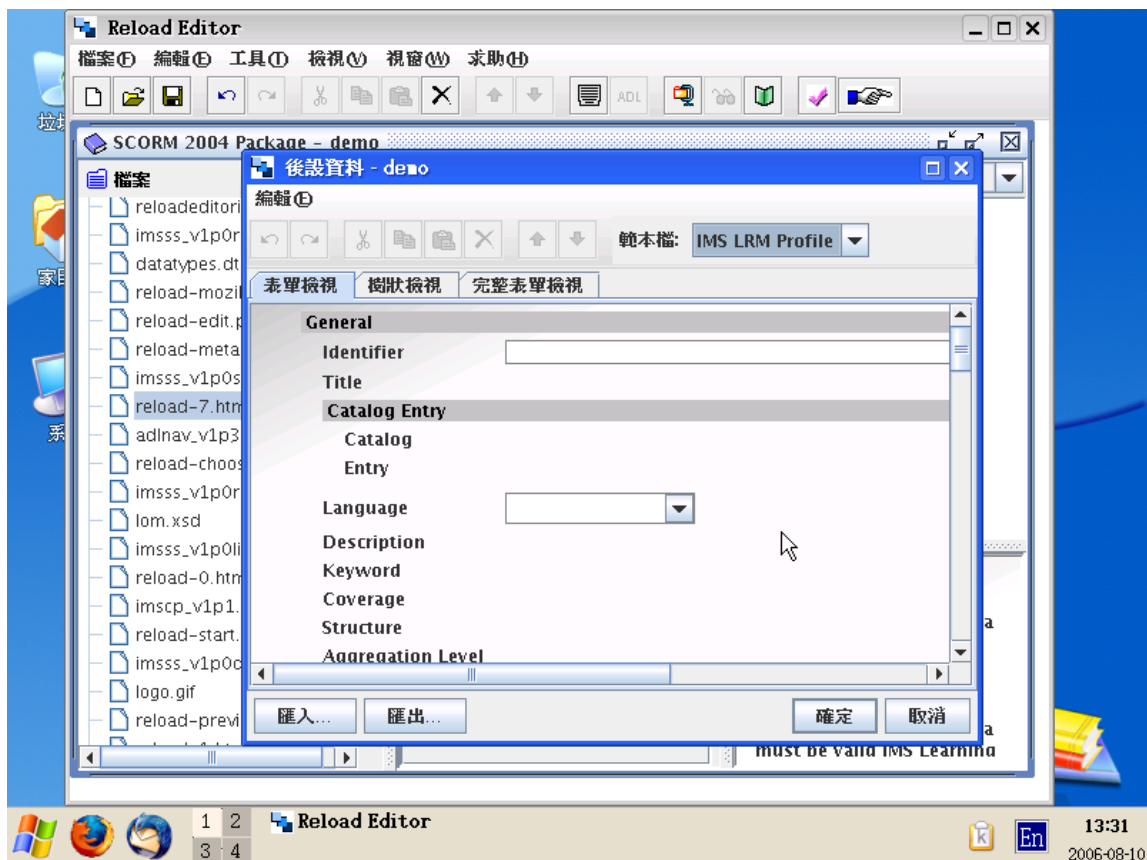 Reload Editor
檔案(F) 編輯(E) 工具(T) 檢視(V) 視窗(W) 求助(H)
ADL
SCORM 2004 Package - demo
檔案
reloadeditori
imsss_v1p0r
datatypes.dt
reload-mozil
reload-edit.p
reload-meta
imsss_v1p0s
reload-7.htm
adlnav_v1p3
reload-choos
imsss_v1p0r
lom.xsd
imsss_v1p0li
reload-0.htm
imscp_v1p1.
reload-start.
imsss_v1p0c
logo.gif
reload-previ
後設資料 - demo
編輯(E)
範本檔: IMS LRM Profile
表單檢視 樹狀檢視 完整表單檢視
General
Identifier
Title
Catalog Entry
Catalog
Entry
Language
Description
Keyword
Coverage
Structure
Aggregation Level
匯入... 匯出... 確定 取消
a
a
must be valid IMS Learning
家目
系
1 2
3 4
Reload Editor
k
En
13:31
2006-08-10